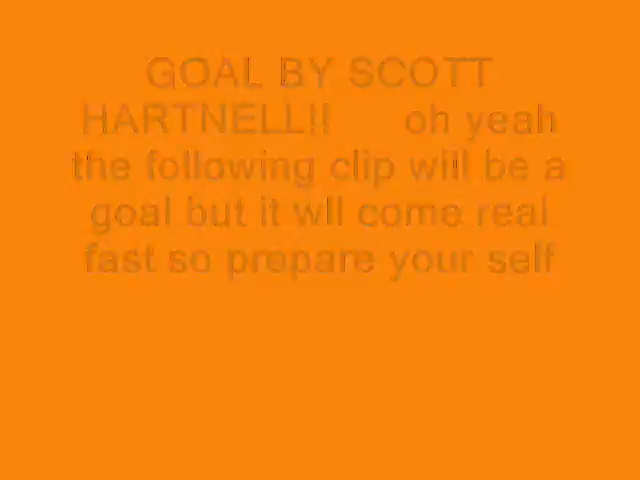 GOAL BY SCOTT
HARTNELL!! oh yeah
the following clip will be a
goal but it wll come real
fast so prepare your self